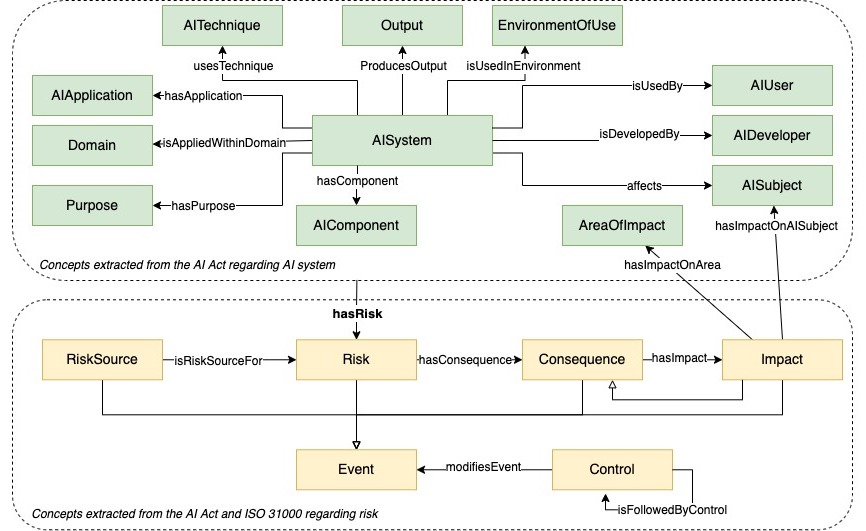 AITechnique
Output
EnvironmentOfUse
usesTechnique
ProducesOutput
isUsedInEnvironment
AIApplication
hasApplication
isUsedBy
AIUser
Domain
isAppliedWithinDomain
AISystem
isDevelopedBy
AIDeveloper
hasComponent
affects
AISubject
Purpose
hasPurpose
AIComponent
AreaOfImpact
hasImpactOnAISubject
Concepts extracted from the AI Act regarding AI system
hasImpactOnArea
hasRisk
RiskSource
isRiskSourceFor
Risk
hasConsequence
Consequence
hasImpact
Impact
Event
modifiesEvent
Control
Concepts extracted from the AI Act and ISO 31000 regarding risk
isFollowedByControl